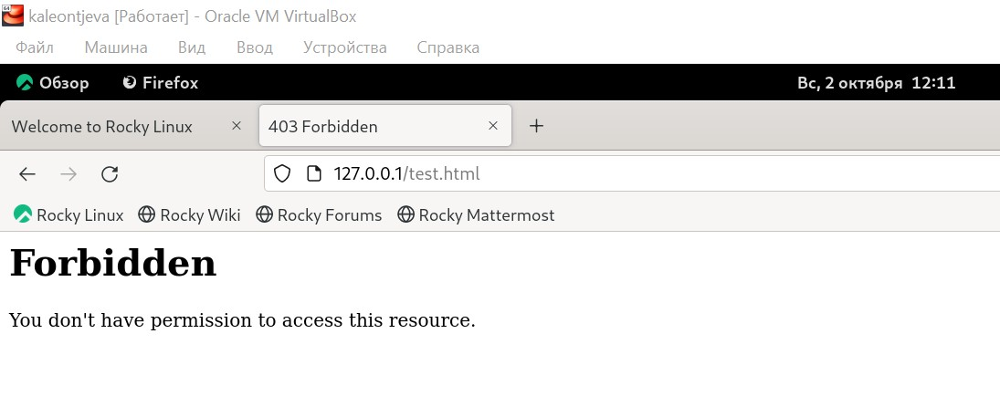 kaleontjeva [Работает] - Oracle VM VirtualBox
Файл Машина Вид Ввод Устройства Справка
Обзор Firefox Вс, 2 октября 12:11
Welcome to Rocky Linux × 403 Forbidden × +
127.0.0.1/test.html
Rocky Linux Rocky Wiki Rocky Forums Rocky Mattermost
Forbidden
You don't have permission to access this resource.